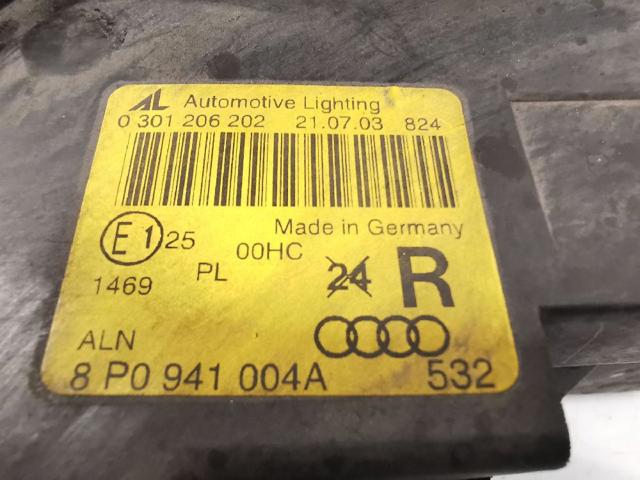 AL Automotive Lighting
0 301 206 202 21.07.03 824
Made in Germany
E1 25 00HC
1469 PL 24 R
ALN
8 P0 941 004A 532